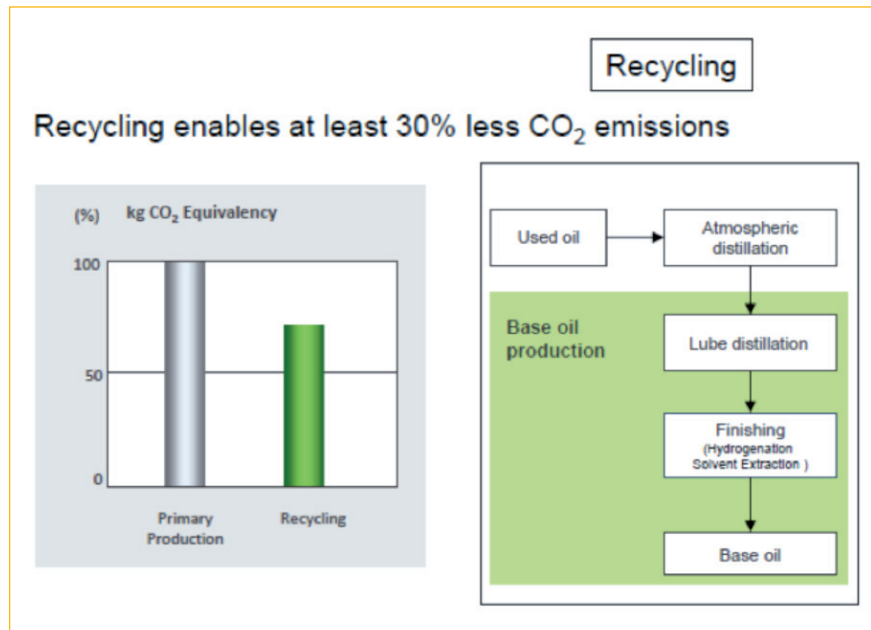 Recycling
Recycling enables at least 30% less CO₂ emissions
(%) kg CO₂ Equivalency
100
50
0
Primary
Production
Recycling
Used oil
Atmospheric
distillation
Base oil
production
Lube distillation
Finishing
(Hydrogenation
Solvent Extraction )
Base oil